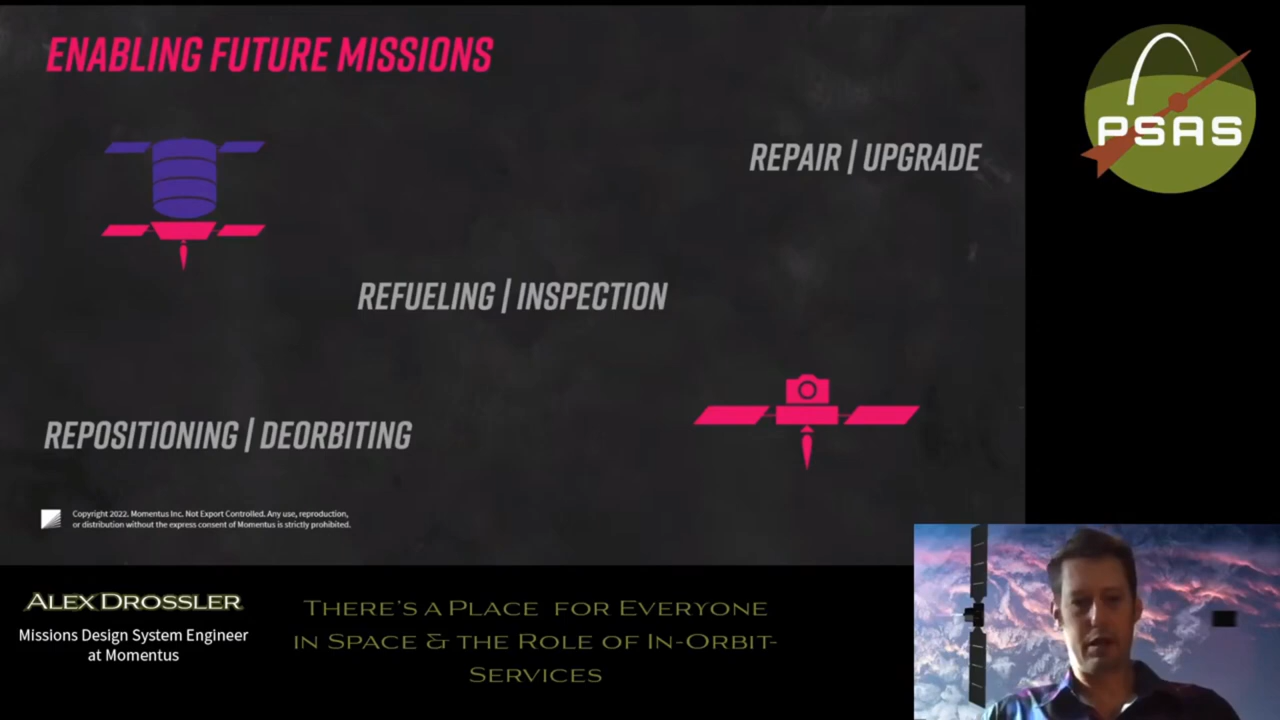 ENABLING FUTURE MISSIONS
PSAS
REPAIR | UPGRADE
REFUELING | INSPECTION
REPOSITIONING | DEORBITING
Copyright 2022. Momentus Inc. Not Export Controlled. Any use, reproduction,
or distribution without the express consent of Momentus is strictly prohibited.
ALEX DROSSLER
Missions Design System Engineer
at Momentus
THERE'S A PLACE FOR EVERYONE
IN SPACE & THE ROLE OF IN-ORBIT-
SERVICES